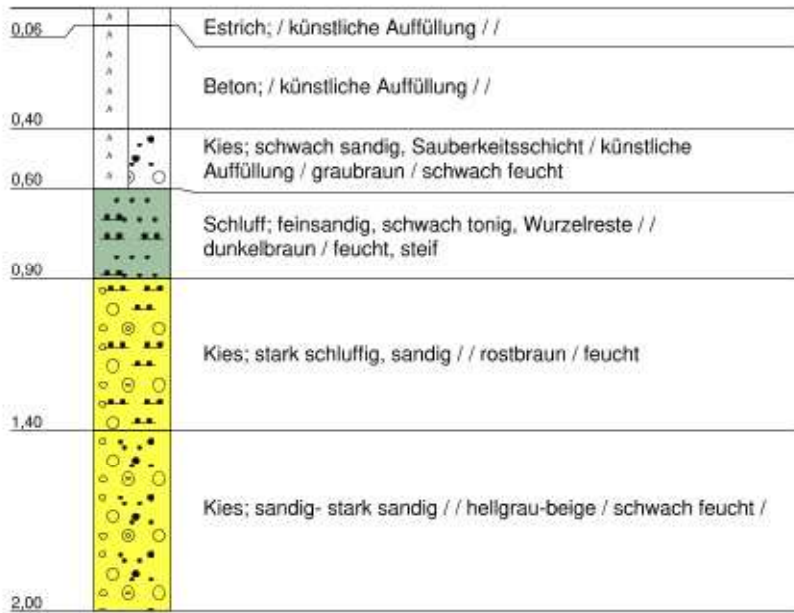 0,06
Estrich; / künstliche Auffüllung / /
Beton; / künstliche Auffüllung / /
0,40
Kies; schwach sandig, Sauberkeitsschicht / künstliche
Auffüllung / graubraun / schwach feucht
0,60
Schluff; feinsandig, schwach tonig, Wurzelreste / /
dunkelbraun / feucht, steif
0,90
Kies; stark schluffig, sandig / / rostbraun / feucht
1,40
Kies; sandig- stark sandig / / hellgrau-beige / schwach feucht /
2,00